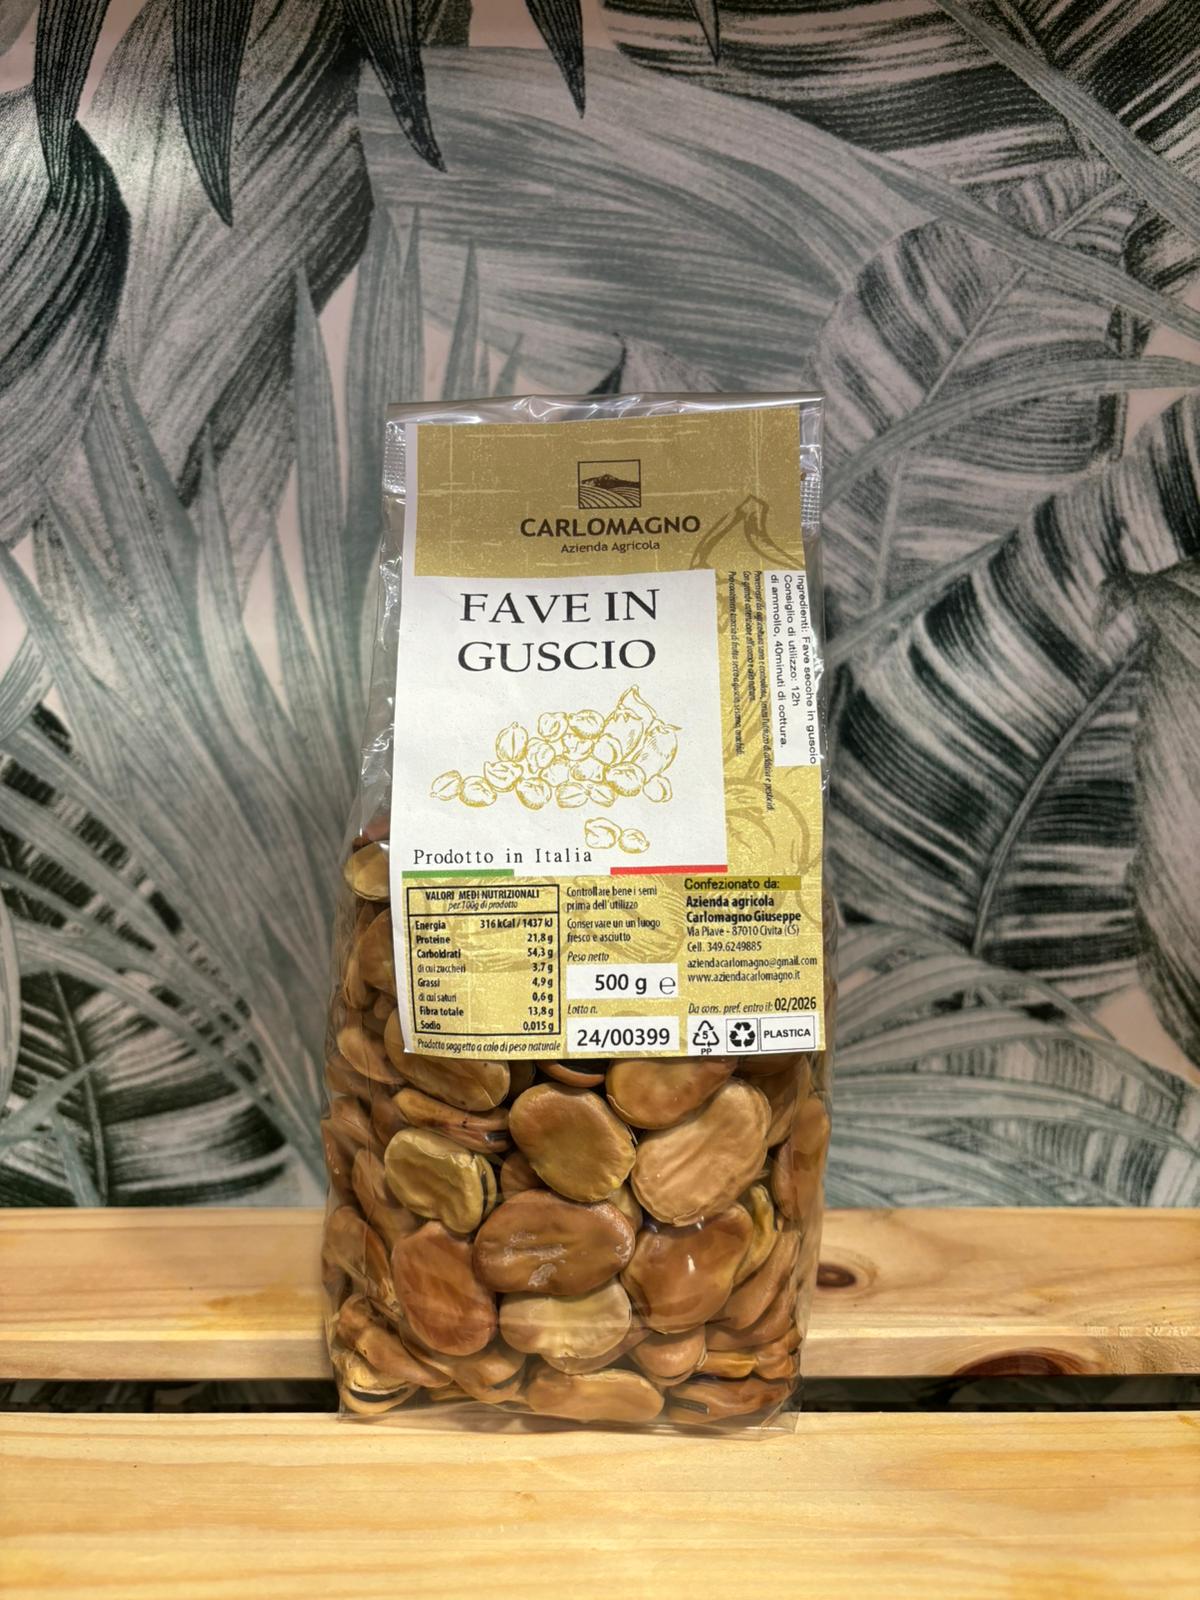 CARLOMAGNO
Azienda Agricola
FAVE IN
GUSCIO
Prodotto in Italia
Ingredienti: Fave secche in guscio
Consiglio di utilizzo: 12h
di ammollo, 40minuti di cottura.
VALORI MEDI NUTRIZIONALI
per 100g di prodotto
Energia 316 kCal / 1437 kJ
Proteine 21,8 g
Carboidrati 54,3 g
di cui zuccheri 3,7 g
Grassi 4,9 g
di cui saturi 0,6 g
Fibra totale 13,8 g
Sodio 0,015 g
Prodotto soggetto a calo di peso naturale
Controllare bene i semi
prima dell'utilizzo
Conservare un un luogo
fresco e asciutto
Peso netto
500 g e
Lotto n.
24/00399
Confezionato da:
Azienda agricola
Carlomagno Giuseppe
Via Piave - 87010 Civita (CS)
Cell. 349.6249885
aziendacarlomagno@gmail.com
www.aziendacarlomagno.it
Da cons. pref. entro il: 02/2026
5
PP
PLASTICA